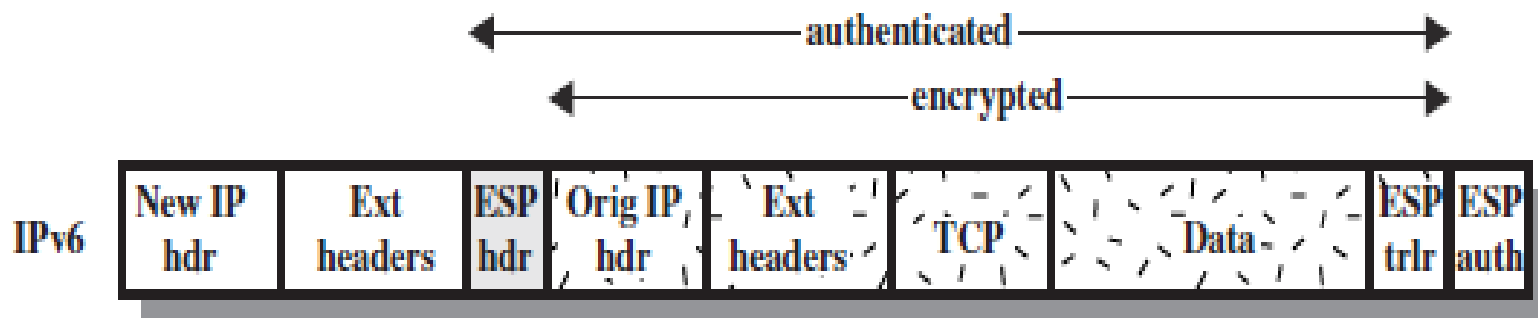 authenticated
encrypted
IPv6
New IP
hdr
Ext
headers
ESP
hdr
Orig IP
hdr
Ext
headers
TCP
Data
ESP
trlr
ESP
auth